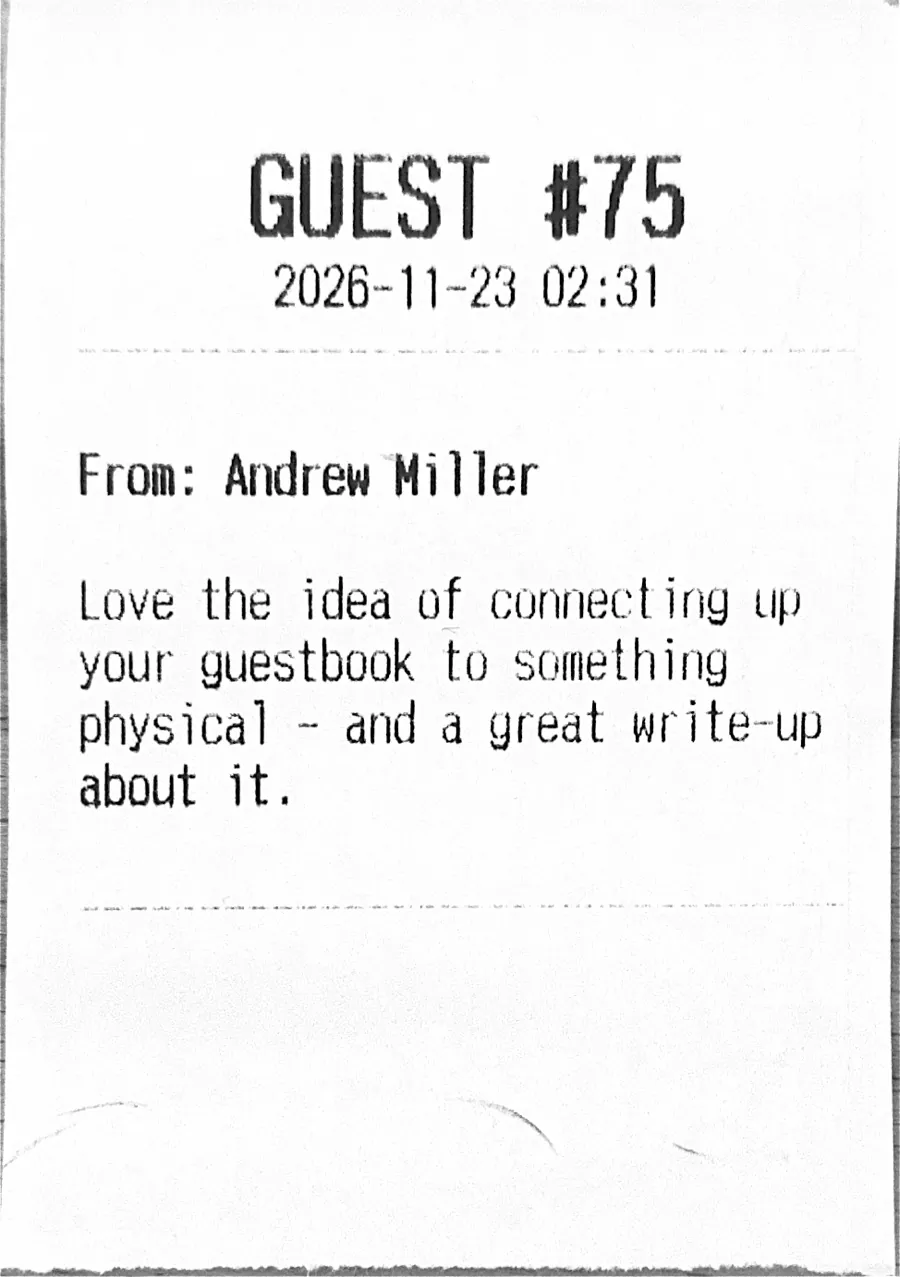 GUEST #75
2026-11-23 02:31
From: Andrew Miller
Love the idea of connecting up
your guestbook to something
physical - and a great write-up
about it.